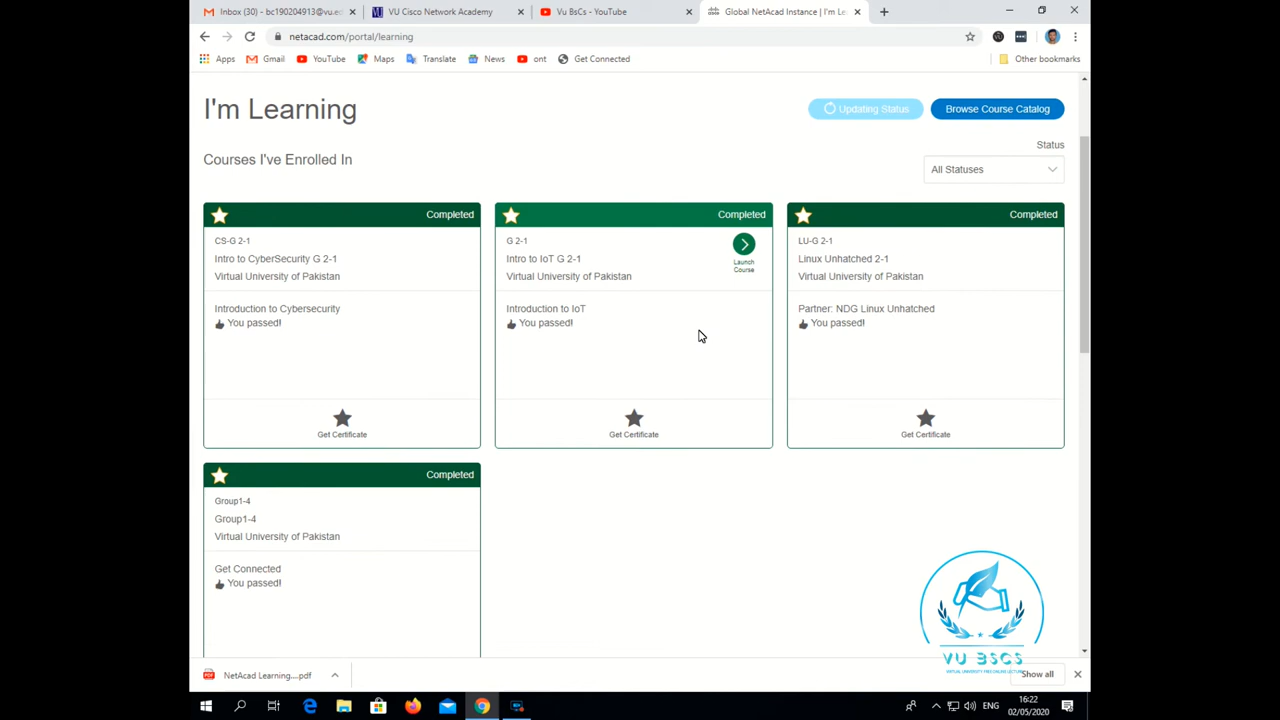 Inbox (30) - bc190204913@vu.ed
VU Cisco Network Academy
Vu BsCs - YouTube
Global NetAcad Instance | I'm Le
netacad.com/portal/learning
Apps
Gmail
YouTube
Maps
Translate
News
ont
Get Connected
Other bookmarks
I'm Learning
Updating Status
Browse Course Catalog
Courses I've Enrolled In
Status
All Statuses
Completed
CS-G 2-1
Intro to CyberSecurity G 2-1
Virtual University of Pakistan
Introduction to Cybersecurity
You passed!
Get Certificate
Completed
G 2-1
Intro to IoT G 2-1
Virtual University of Pakistan
Launch
Course
Introduction to IoT
You passed!
Get Certificate
Completed
LU-G 2-1
Linux Unhatched 2-1
Virtual University of Pakistan
Partner: NDG Linux Unhatched
You passed!
Get Certificate
Completed
Group1-4
Group1-4
Virtual University of Pakistan
Get Connected
You passed!
VU BSCS
VIRTUAL UNIVERSITY FREE ONLINE LECTURE
NetAcad Learning....pdf
Show all
ENG
16:22
02/05/2020